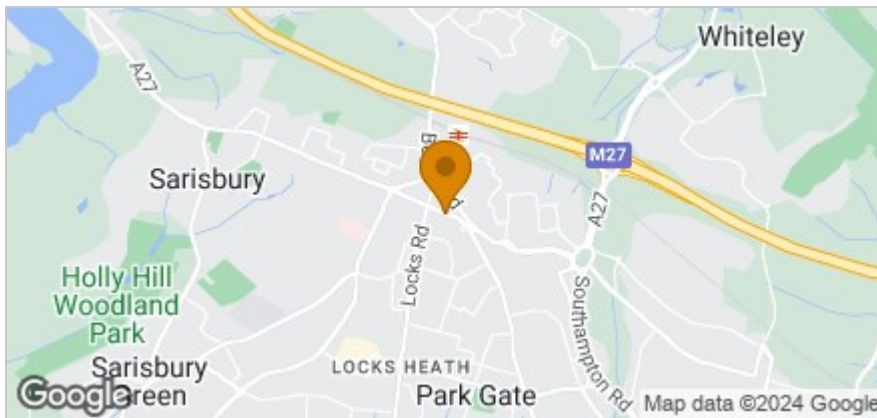 Whiteley
A27
M27
Sarisbury
A27
Locks Rd
Holly Hill
Woodland
Park
Southampton Rd
LOCKS HEATH
Sarisbury
Green
Park Gate
Google
Map data ©2024 Google